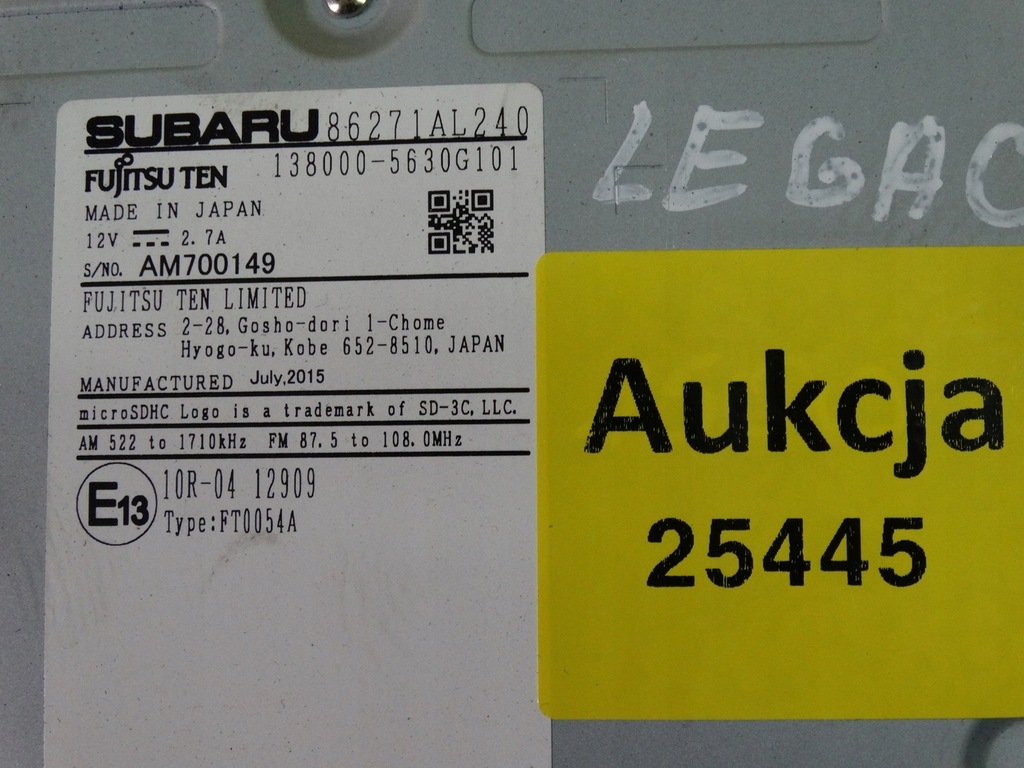 SUBARU 86271AL240
FUJITSU TEN 138000-5630G101
MADE IN JAPAN
12V ⎓ 2.7A
S/NO. AM700149
FUJITSU TEN LIMITED
ADDRESS 2-28, Gosho-dori 1-Chome
Hyogo-ku, Kobe 652-8510, JAPAN
MANUFACTURED July,2015
microSDHC Logo is a trademark of SD-3C, LLC.
AM 522 to 1710kHz FM 87.5 to 108.0MHz
E13 10R-04 12909
Type:FT0054A
LEGAC
Aukcja
25445